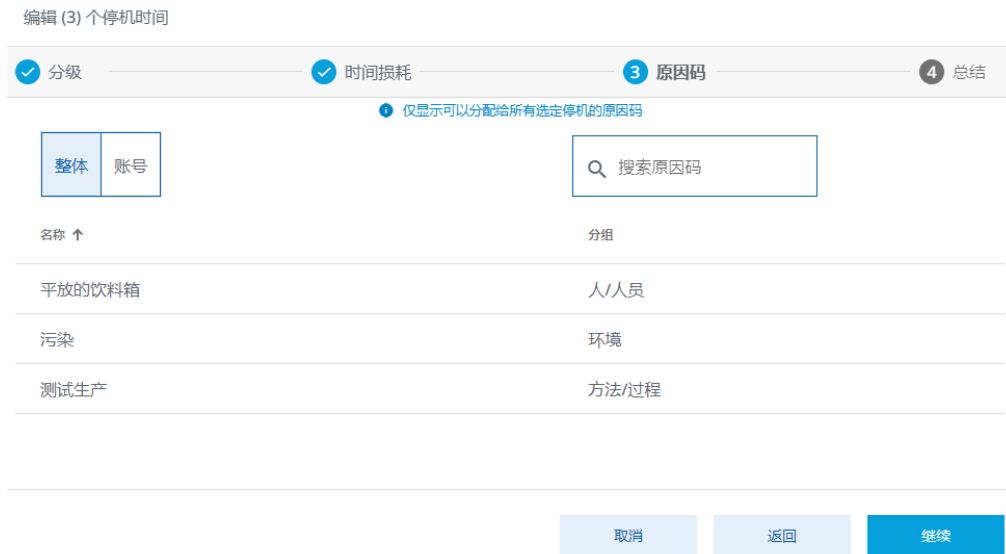 编辑 (3) 个停机时间
分级 时间损耗 3 原因码 4 总结
仅显示可以分配给所有选定停机的原因码
整体 账号 搜索原因码
名称 分组
平放的饮料箱 人/人员
污染 环境
测试生产 方法/过程
取消 返回 继续